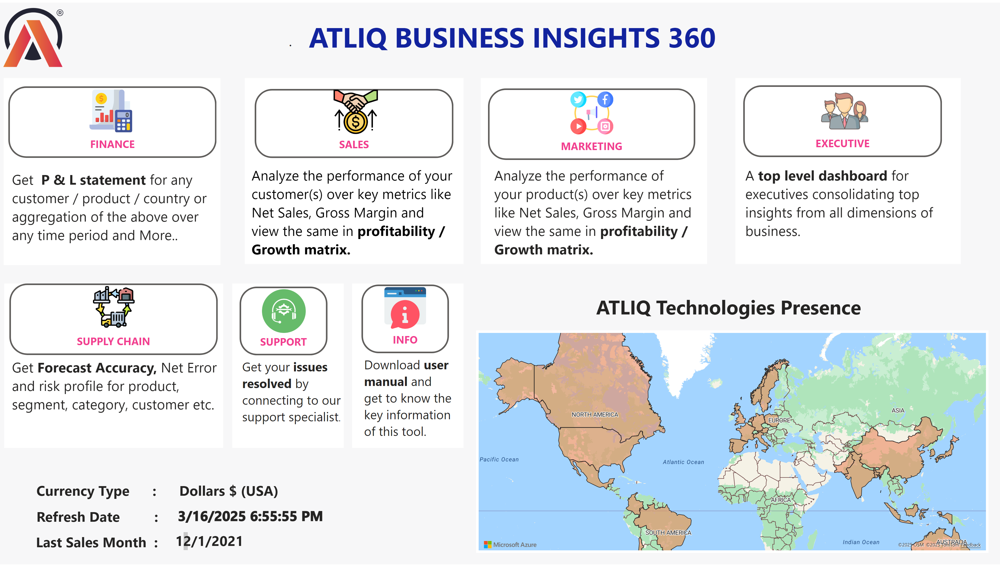 ®
. ATLIQ BUSINESS INSIGHTS 360
FINANCE
Get P & L statement for any
customer / product / country or
aggregation of the above over
any time period and More..
SALES
Analyze the performance of your
customer(s) over key metrics like
Net Sales, Gross Margin and
view the same in profitability /
Growth matrix.
MARKETING
Analyze the performance of
your product(s) over key metrics
like Net Sales, Gross Margin and
view the same in profitability /
Growth matrix.
EXECUTIVE
A top level dashboard for
executives consolidating top
insights from all dimensions of
business.
SUPPLY CHAIN
Get Forecast Accuracy, Net Error
and risk profile for product,
segment, category, customer etc.
SUPPORT
Get your issues
resolved by
connecting to our
support specialist.
INFO
Download user
manual and
get to know the
key information
of this tool.
ATLIQ Technologies Presence
NORTH AMERICA
EUROPE
ASIA
Pacific Ocean
Atlantic Ocean
AFRICA
SOUTH AMERICA
Indian Ocean
AUSTRALIA
Microsoft Azure
©2025 OSM ©2025 TomTom Feedback
Currency Type : Dollars $ (USA)
Refresh Date : 3/16/2025 6:55:55 PM
Last Sales Month : 12/1/2021